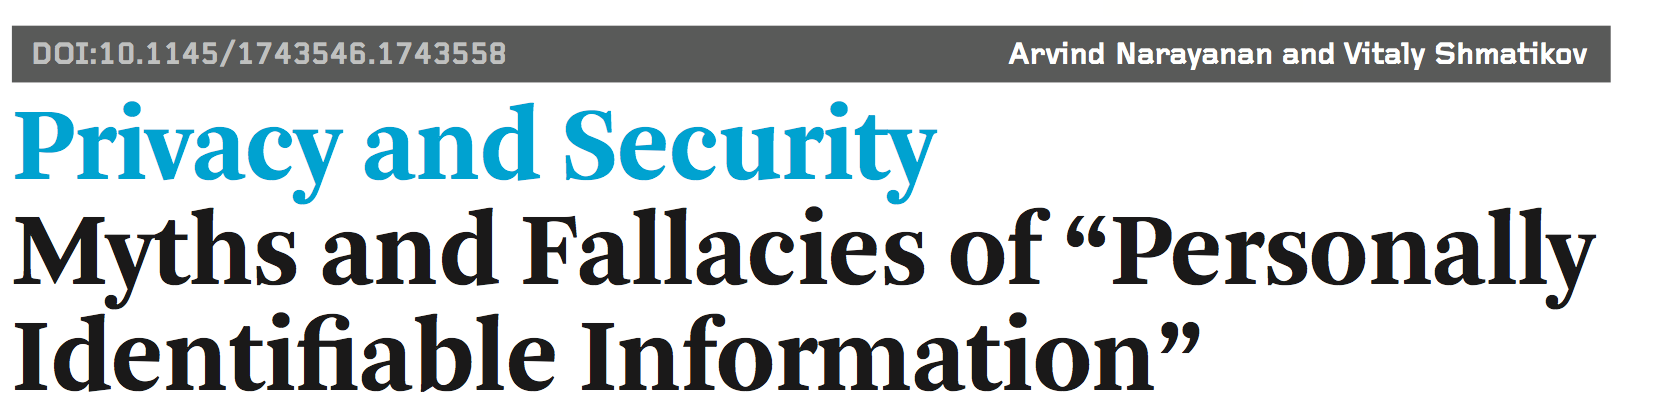 DOI:10.1145/1743546.1743558 Arvind Narayanan and Vitaly Shmatikov
Privacy and Security
Myths and Fallacies of “Personally
Identifiable Information”